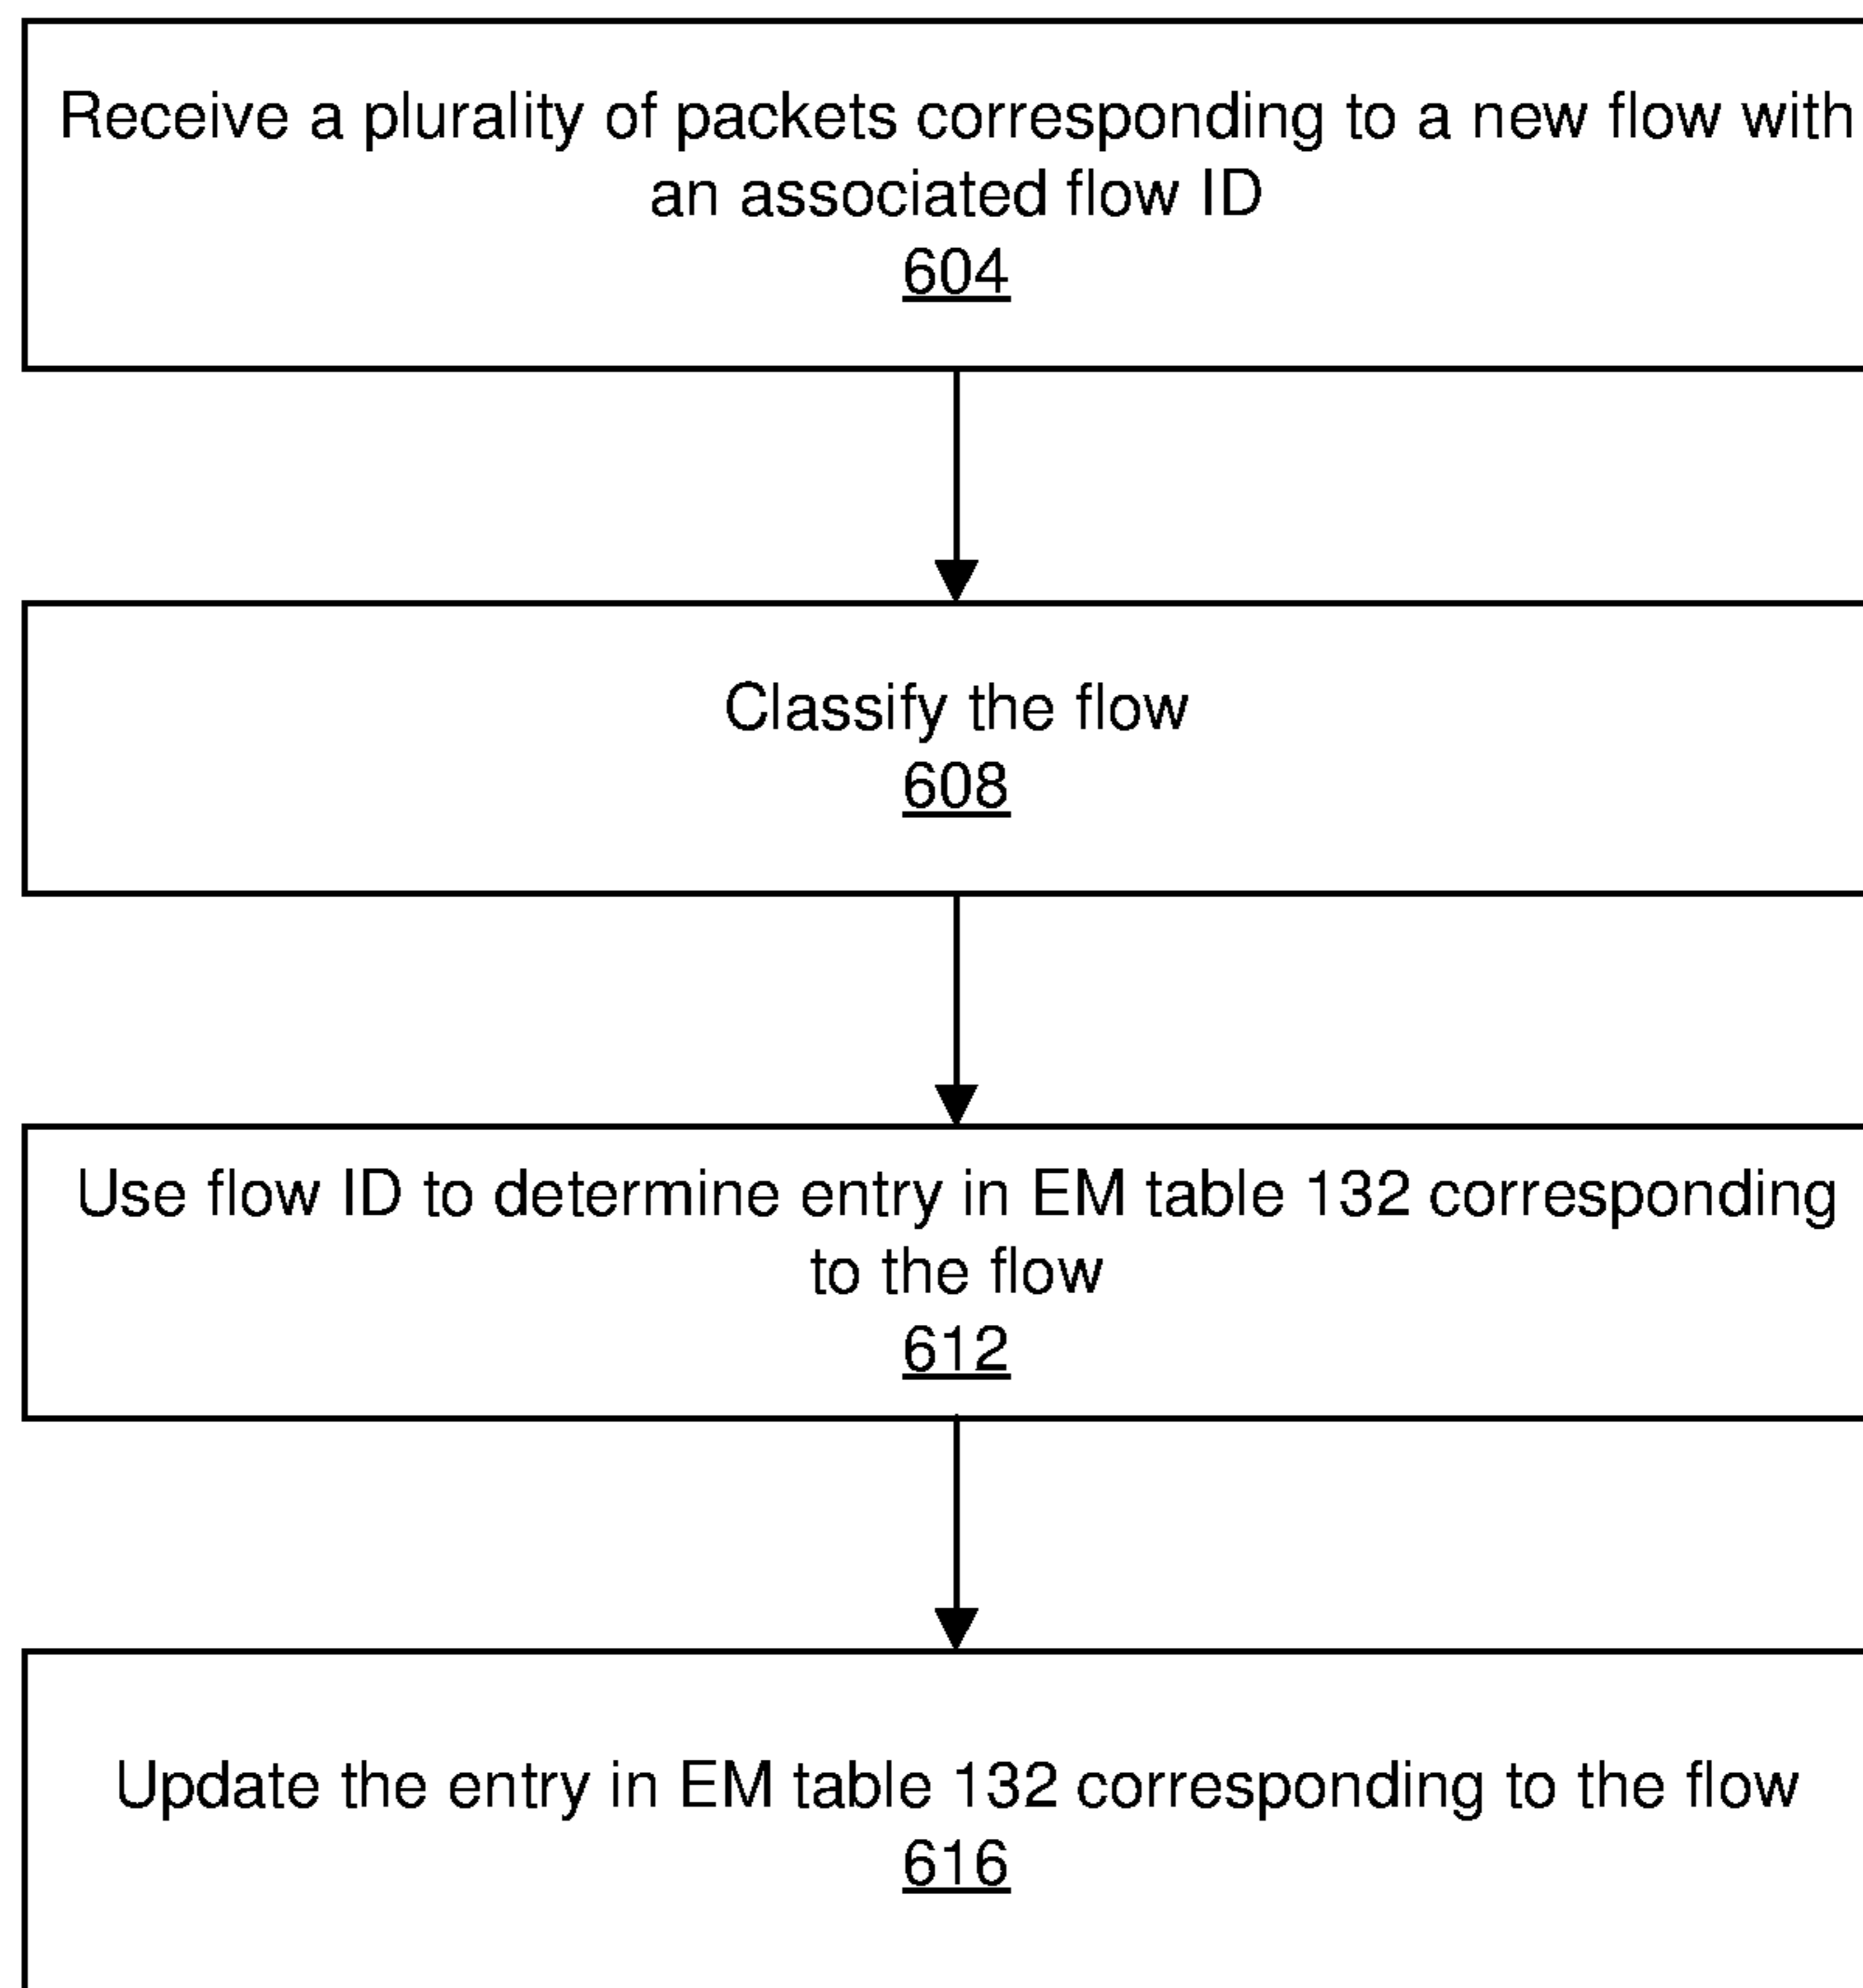 Receive a plurality of packets corresponding to a new flow with
an associated flow ID
604
Classify the flow
608
Use flow ID to determine entry in EM table 132 corresponding
to the flow
612
Update the entry in EM table 132 corresponding to the flow
616